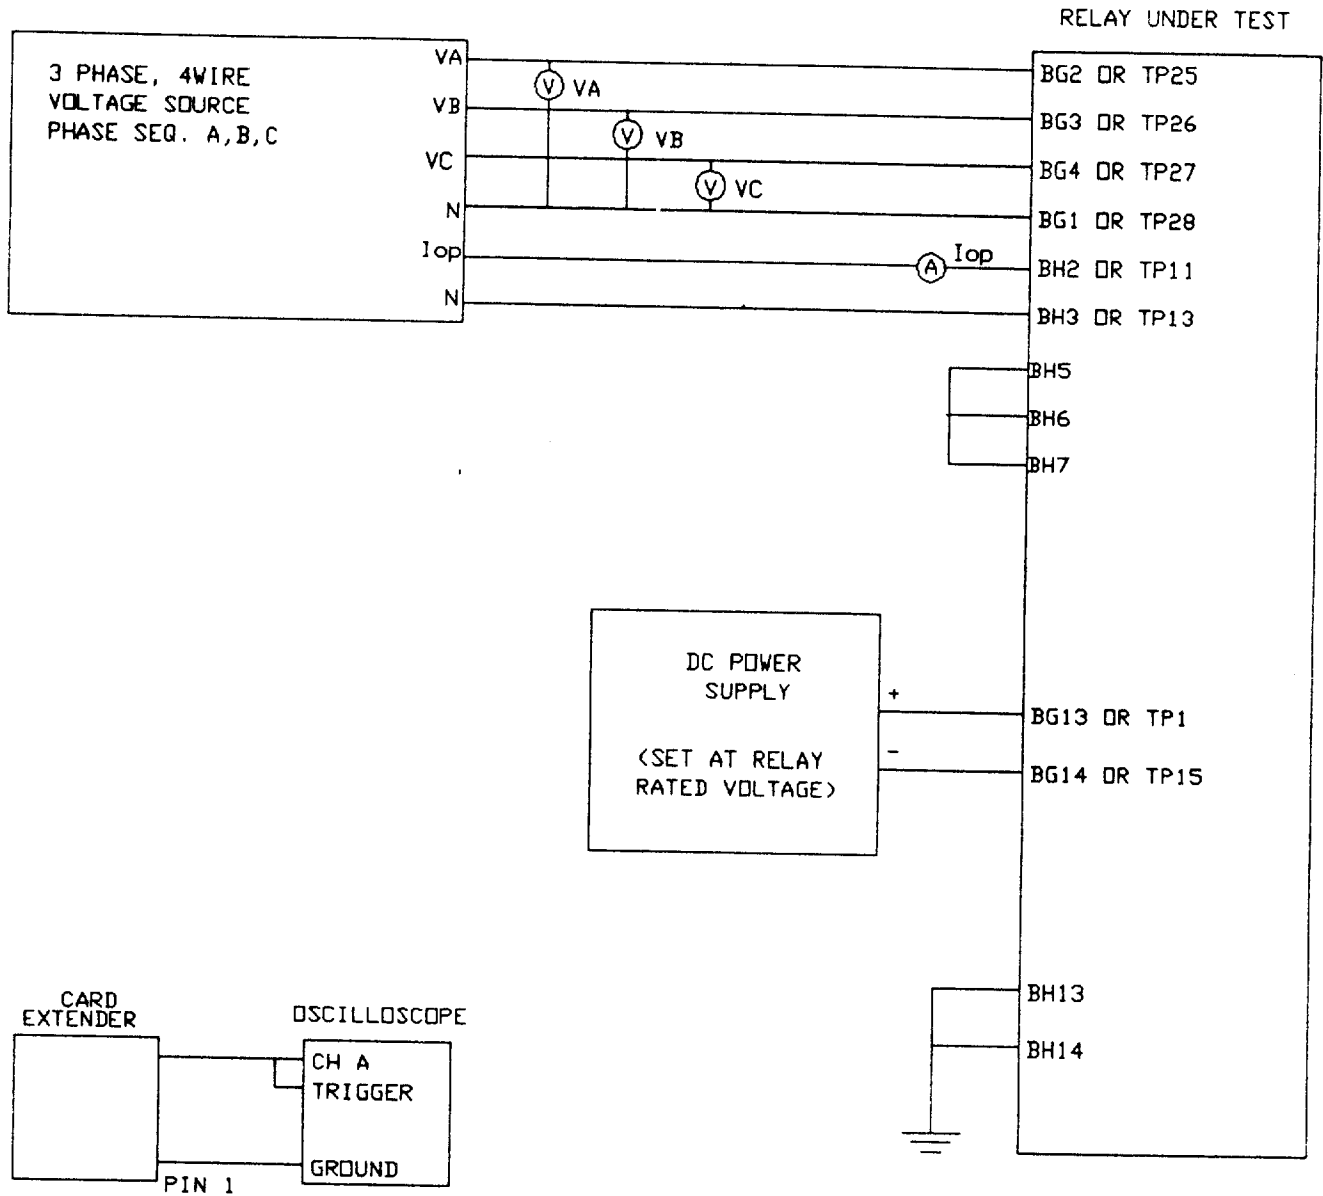 RELAY UNDER TEST
3 PHASE, 4WIRE
VOLTAGE SOURCE
PHASE SEQ. A,B,C
VA
VB
VC
N
Iop
N
V VA
V VB
V VC
A Iop
BG2 OR TP25
BG3 OR TP26
BG4 OR TP27
BG1 OR TP28
BH2 OR TP11
BH3 OR TP13
BH5
BH6
BH7
DC POWER
SUPPLY
(SET AT RELAY
RATED VOLTAGE)
+
-
BG13 OR TP1
BG14 OR TP15
BH13
BH14
CARD
EXTENDER
OSCILLOSCOPE
CH A
TRIGGER
GROUND
PIN 1